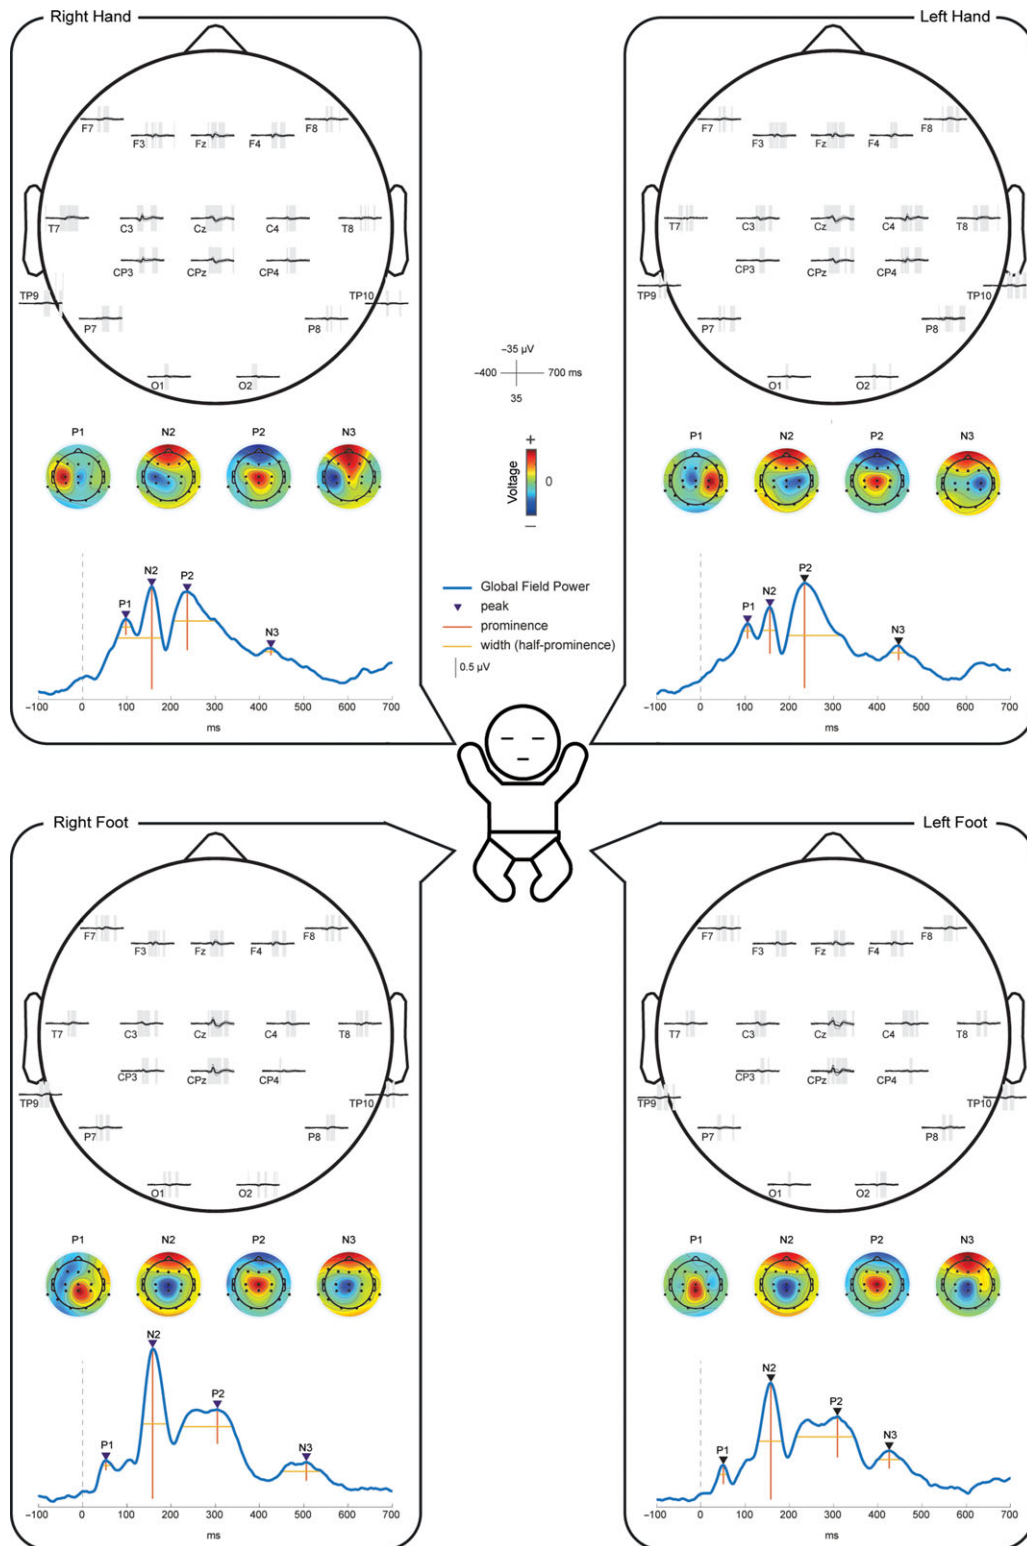 Right Hand
F7
F3
Fz
F4
F8
T7
C3
Cz
C4
T8
CP3
CPz
CP4
TP9
TP10
P7
P8
O1
O2
P1
N2
P2
N3
P1
N2
P2
N3
−100
0
100
200
300
400
500
600
700
ms
−35 µV
−400
700 ms
35
+
Voltage
0
−
Global Field Power
peak
prominence
width (half-prominence)
0.5 µV
Left Hand
F7
F3
Fz
F4
F8
T7
C3
Cz
C4
T8
CP3
CPz
CP4
TP9
TP10
P7
P8
O1
O2
P1
N2
P2
N3
P1
N2
P2
N3
−100
0
100
200
300
400
500
600
700
ms
Right Foot
F7
F3
Fz
F4
F8
T7
C3
Cz
C4
T8
CP3
CPz
CP4
TP9
TP10
P7
P8
O1
O2
P1
N2
P2
N3
P1
N2
P2
N3
−100
0
100
200
300
400
500
600
700
ms
Left Foot
F7
F3
Fz
F4
F8
T7
C3
Cz
C4
T8
CP3
CPz
CP4
TP9
TP10
P7
P8
O1
O2
P1
N2
P2
N3
P1
N2
P2
N3
−100
0
100
200
300
400
500
600
700
ms